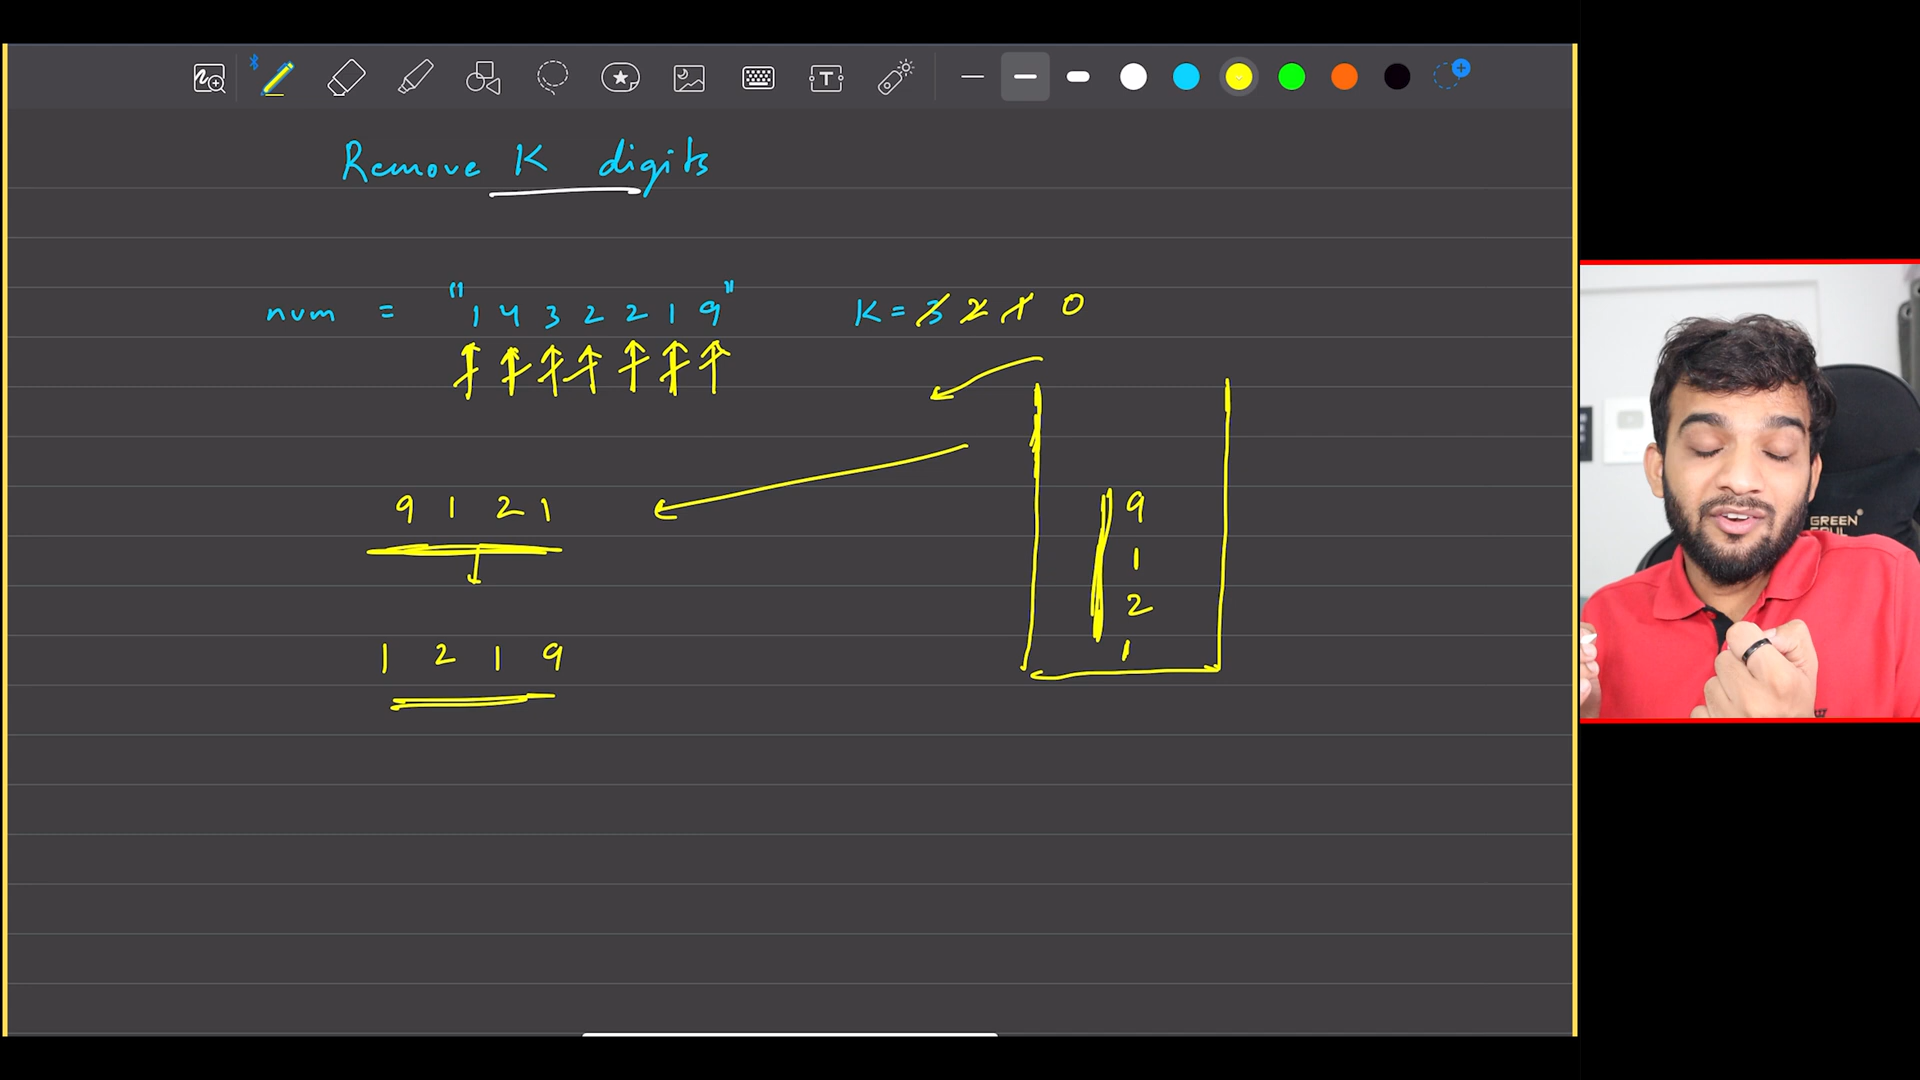 T
Remove K digits
num = "1432219" K = 3 2 1 0
9 1 2 1
9
1
2
1
1 2 1 9
GREEN
SOUL